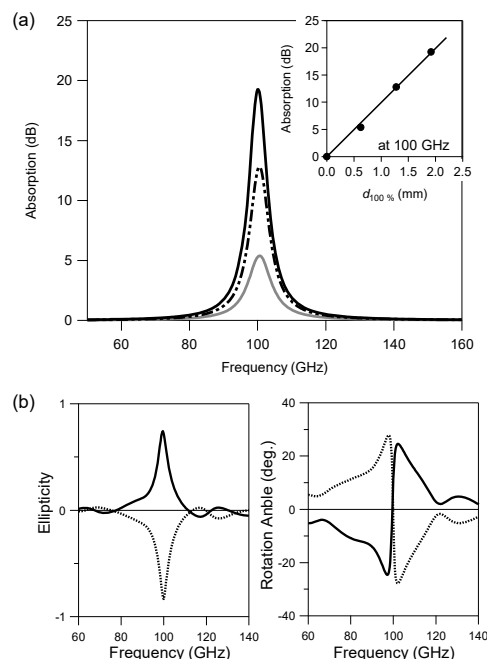 (a)
25
20
15
10
5
0
Absorption (dB)
60 80 100 120 140 160
Frequency (GHz)
25
20
15
10
5
0
Absorption (dB)
at 100 GHz
0.0 0.5 1.0 1.5 2.0 2.5
d100 % (mm)
(b)
1
0
-1
Ellipticity
60 80 100 120 140
Frequency (GHz)
40
20
0
-20
-40
Rotation Anble (deg.)
60 80 100 120 140
Frequency (GHz)